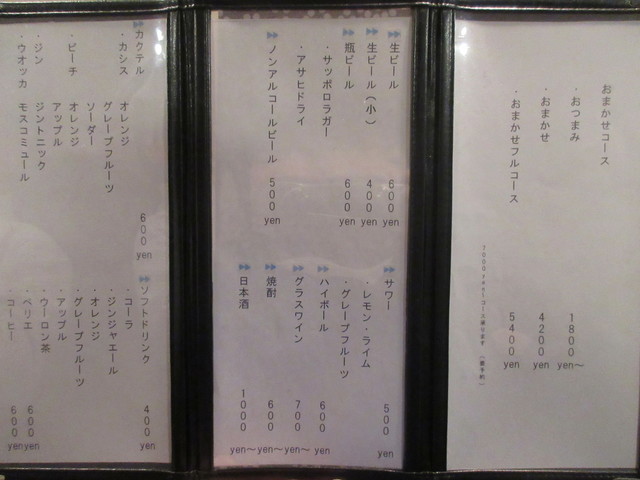 おまかせコース
・おつまみ 1800 yen～
・おまかせ 4200 yen
・おまかせフルコース 5400 yen
生ビール 600 yen
生ビール(小) 400 yen
瓶ビール 600 yen
・サッポロラガー
・アサヒドライ
ノンアルコールビール 500 yen
サワー 500 yen
・レモン・ライム
・グレープフルーツ
ハイボール 600 yen
グラスワイン 700 yen～
焼酎 600 yen～
日本酒 1000 yen～
カクテル 600 yen
・カシス オレンジ
グレープフルーツ
ソーダー
・ピーチ オレンジ
アップル
・ジン ジントニック
・ウオッカ モスコミュール
ソフトドリンク 400 yen
・コーラ
・ジンジャエール
・オレンジ
・グレープフルーツ
・アップル
・ウーロン茶
・ペリエ 600 yen
・コーヒー 600 yen